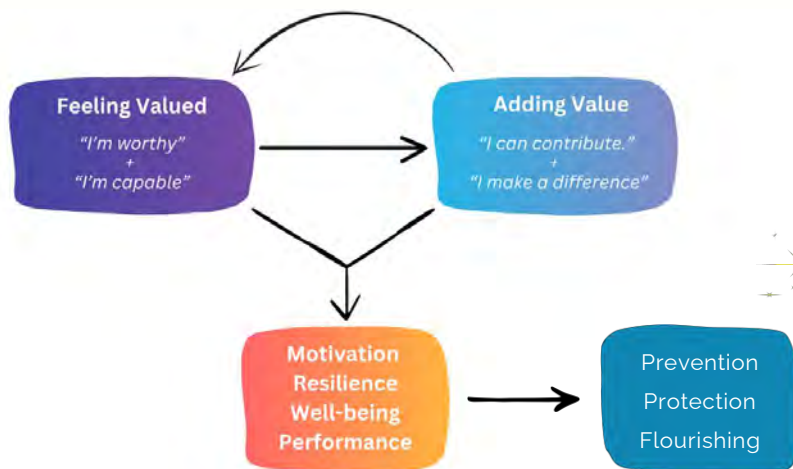 Feeling Valued
"I'm worthy"
+
"I'm capable"
Adding Value
"I can contribute."
+
"I make a difference"
Motivation
Resilience
Well-being
Performance
Prevention
Protection
Flourishing